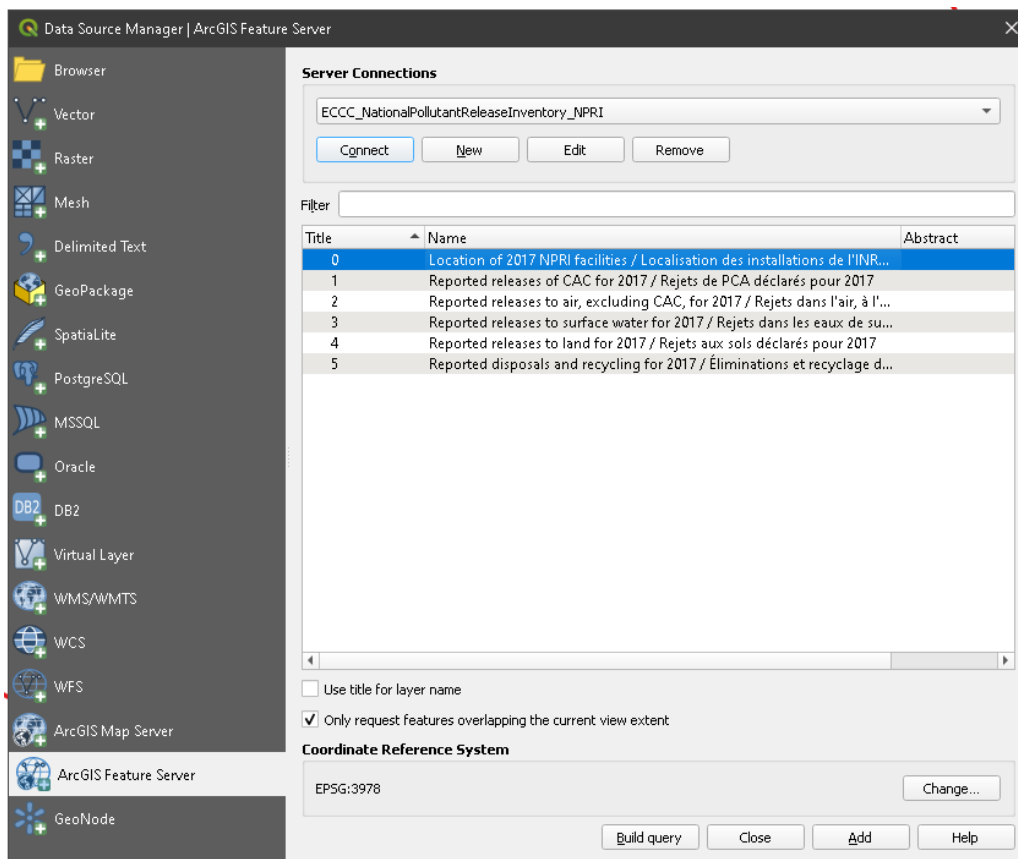 Data Source Manager | ArcGIS Feature Server
Browser
Vector
Raster
Mesh
Delimited Text
GeoPackage
SpatiaLite
PostgreSQL
MSSQL
Oracle
DB2
DB2
Virtual Layer
WMS/WMTS
WCS
WFS
ArcGIS Map Server
ArcGIS Feature Server
GeoNode
Server Connections
ECCC_NationalPollutantReleaseInventory_NPRI
Connect New Edit Remove
Filter
Title Name Abstract
0 Location of 2017 NPRI facilities / Localisation des installations de l'INR...
1 Reported releases of CAC for 2017 / Rejets de PCA déclarés pour 2017
2 Reported releases to air, excluding CAC, for 2017 / Rejets dans l'air, à l'...
3 Reported releases to surface water for 2017 / Rejets dans les eaux de su...
4 Reported releases to land for 2017 / Rejets aux sols déclarés pour 2017
5 Reported disposals and recycling for 2017 / Éliminations et recyclage d...
Use title for layer name
Only request features overlapping the current view extent
Coordinate Reference System
EPSG:3978
Change...
Build query Close Add Help